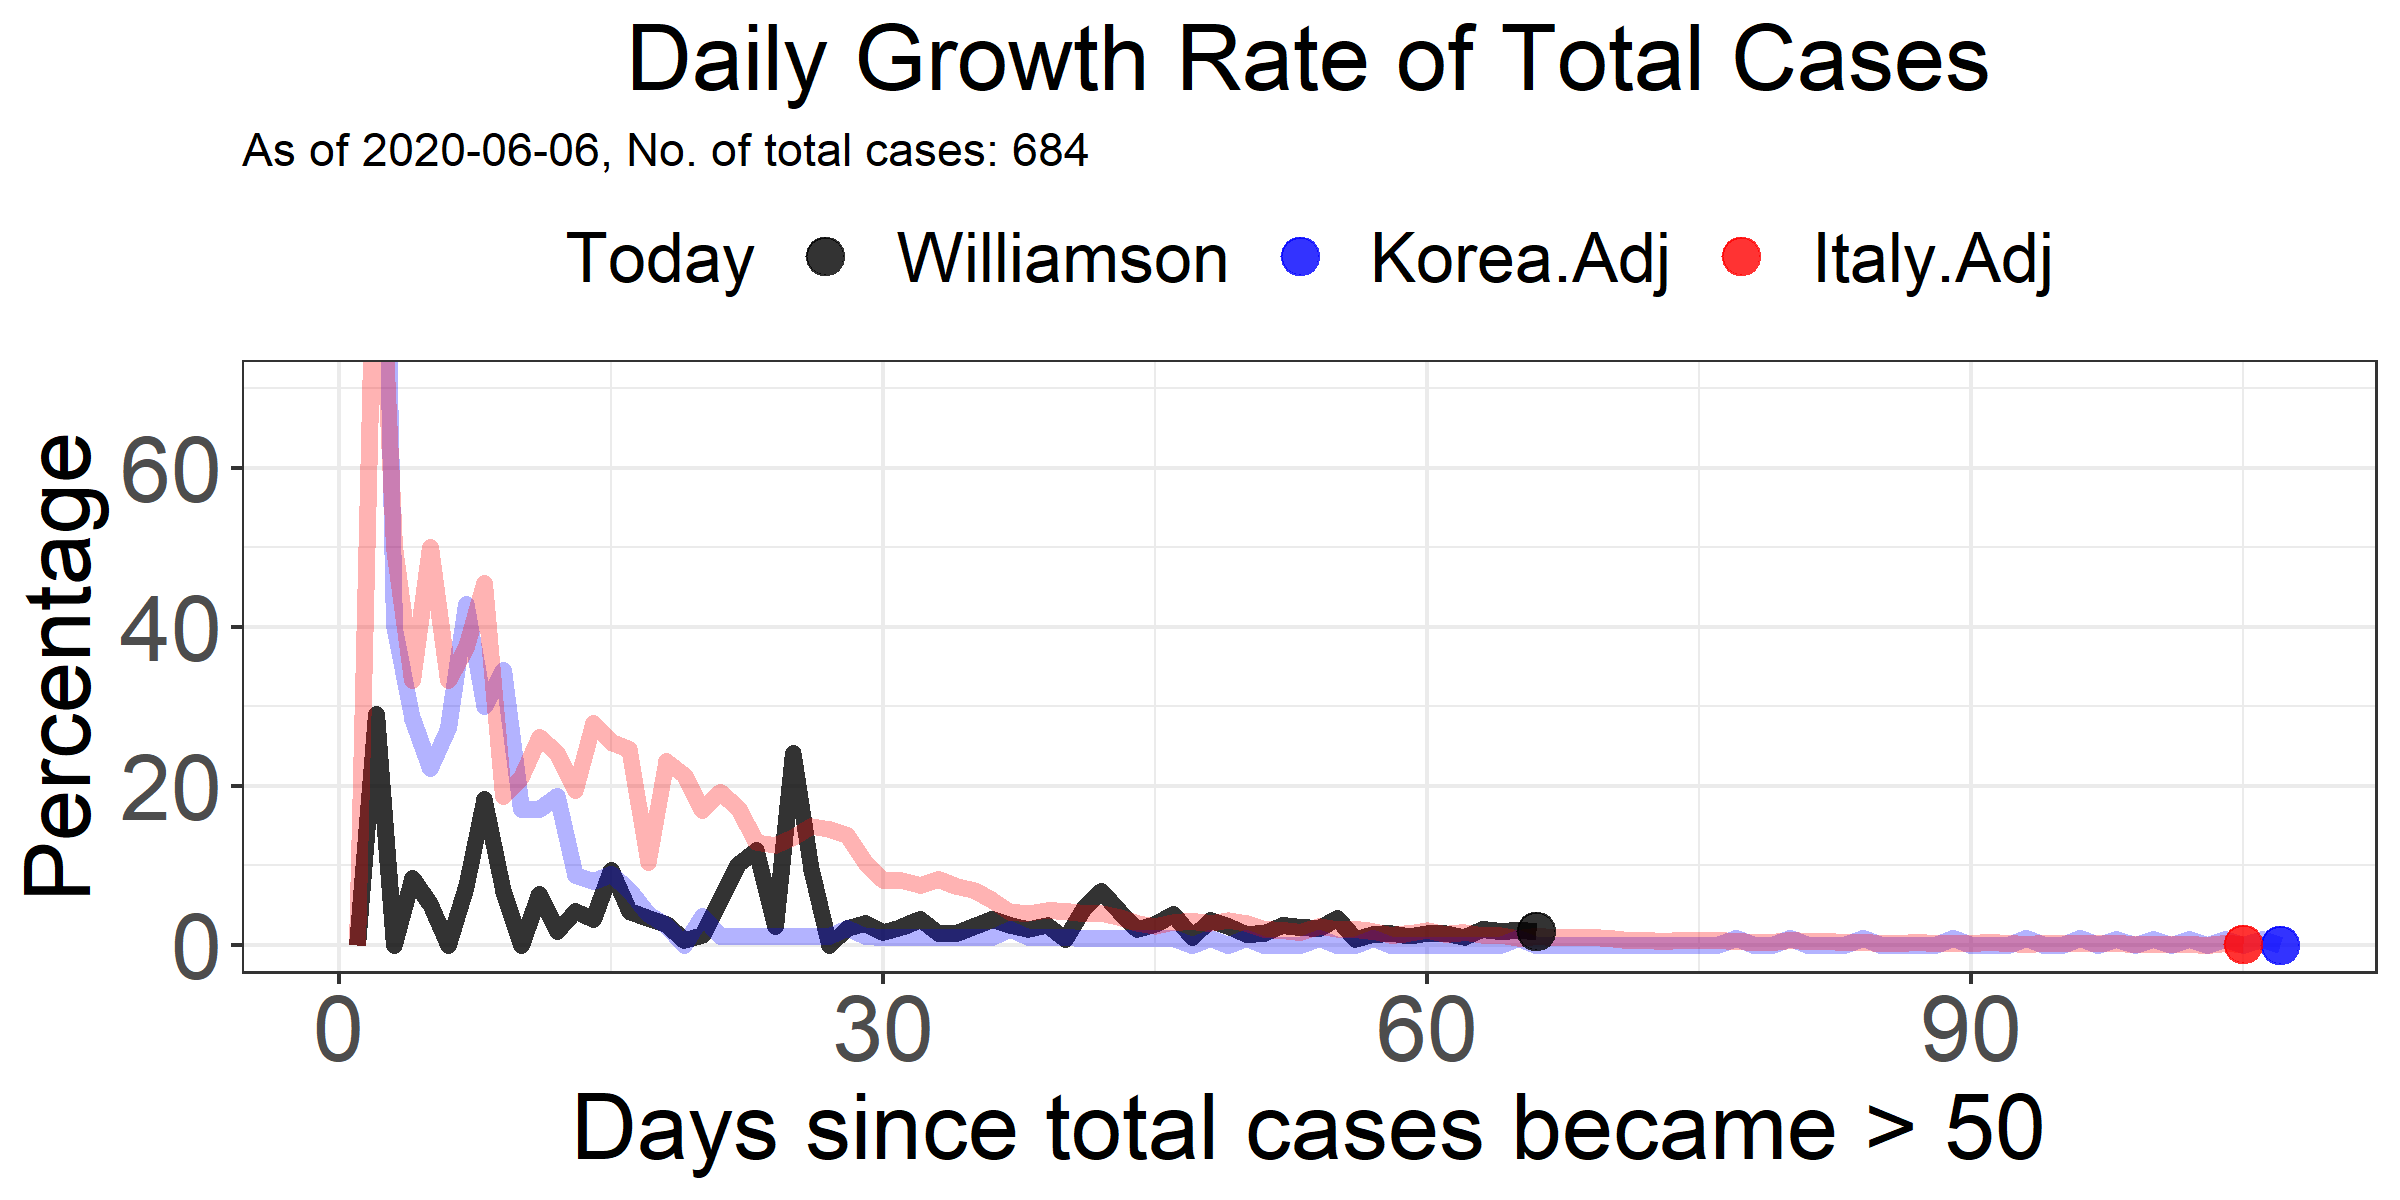 Daily Growth Rate of Total Cases
As of 2020-06-06, No. of total cases: 684
Today Williamson Korea.Adj Italy.Adj
Percentage
60
40
20
0
0 30 60 90
Days since total cases became > 50